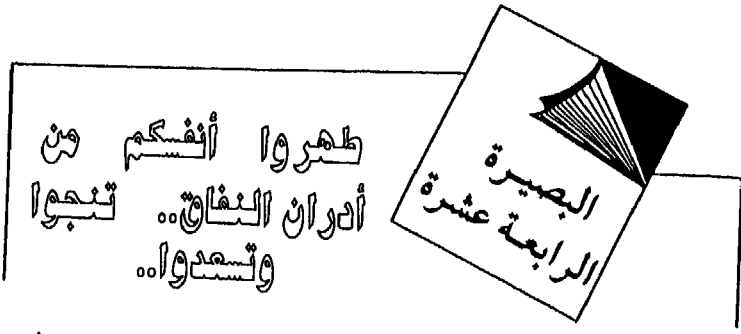 البصيرة
الرابعة عشرة
طهروا أنفسكم من
أدران النفاق.. تنجوا
وتسعدوا..